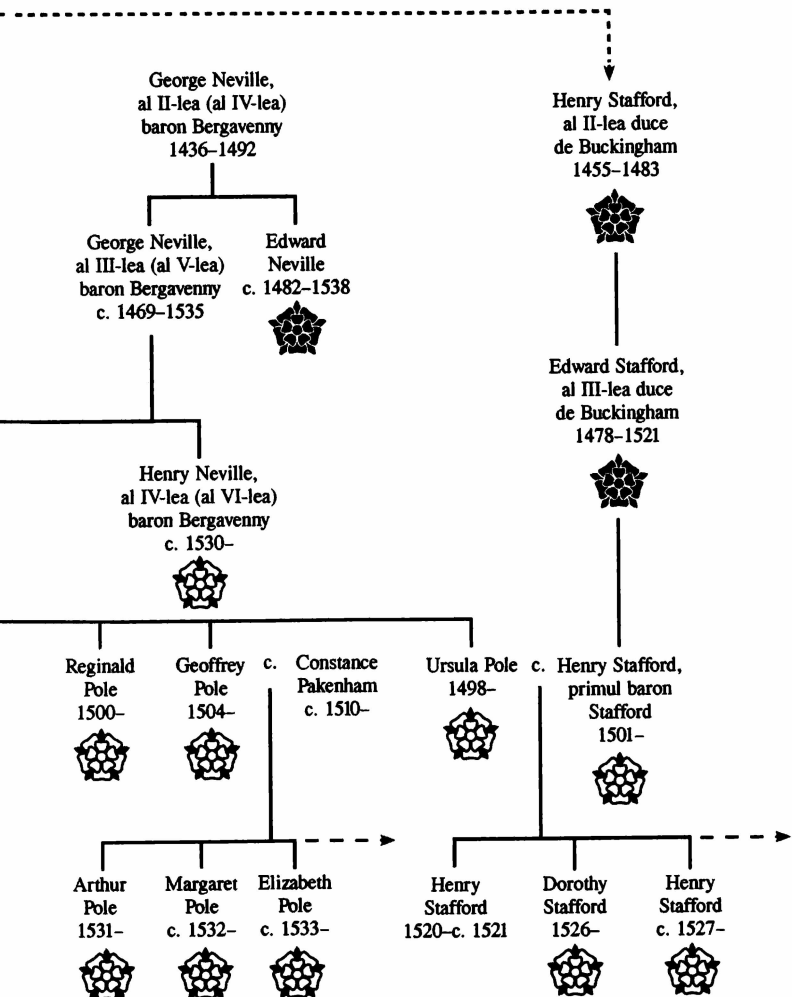 George Neville,
al II-lea (al IV-lea)
baron Bergavenny
1436–1492
Henry Stafford,
al II-lea duce
de Buckingham
1455–1483
George Neville,
al III-lea (al V-lea)
baron Bergavenny
c. 1469–1535
Edward
Neville
c. 1482–1538
Edward Stafford,
al III-lea duce
de Buckingham
1478–1521
Henry Neville,
al IV-lea (al VI-lea)
baron Bergavenny
c. 1530–
Reginald
Pole
1500–
Geoffrey
Pole
1504–
c.
Constance
Pakenham
c. 1510–
Ursula Pole
1498–
c.
Henry Stafford,
primul baron
Stafford
1501–
Arthur
Pole
1531–
Margaret
Pole
c. 1532–
Elizabeth
Pole
c. 1533–
Henry
Stafford
1520–c. 1521
Dorothy
Stafford
1526–
Henry
Stafford
c. 1527–